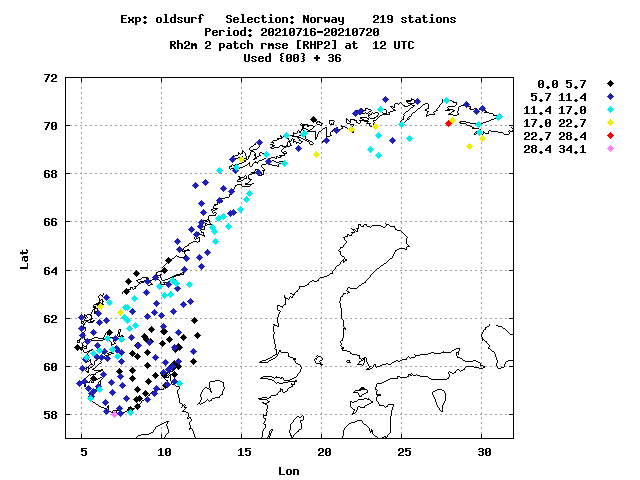 Exp: oldsurf Selection: Norway 219 stations
Period: 20210716-20210720
Rh2m 2 patch rmse [RHP2] at 12 UTC
Used {00} + 36
72
70
68
66
64
62
60
58
Lat
5 10 15 20 25 30
Lon
0.0 5.7
5.7 11.4
11.4 17.0
17.0 22.7
22.7 28.4
28.4 34.1